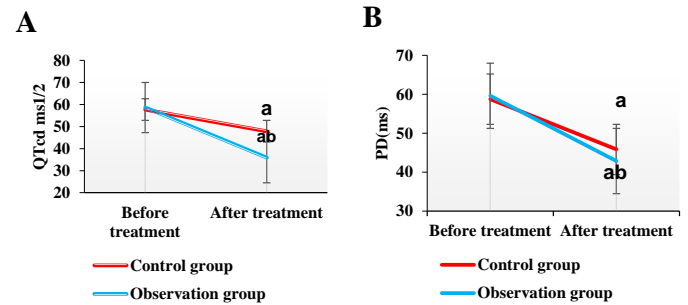 A
QTcd ms1/2
80
70
60
50
40
30
20
a
ab
Before treatment
After treatment
Control group
Observation group
B
PD(ms)
70
60
50
40
30
a
ab
Before treatment
After treatment
Control group
Observation group